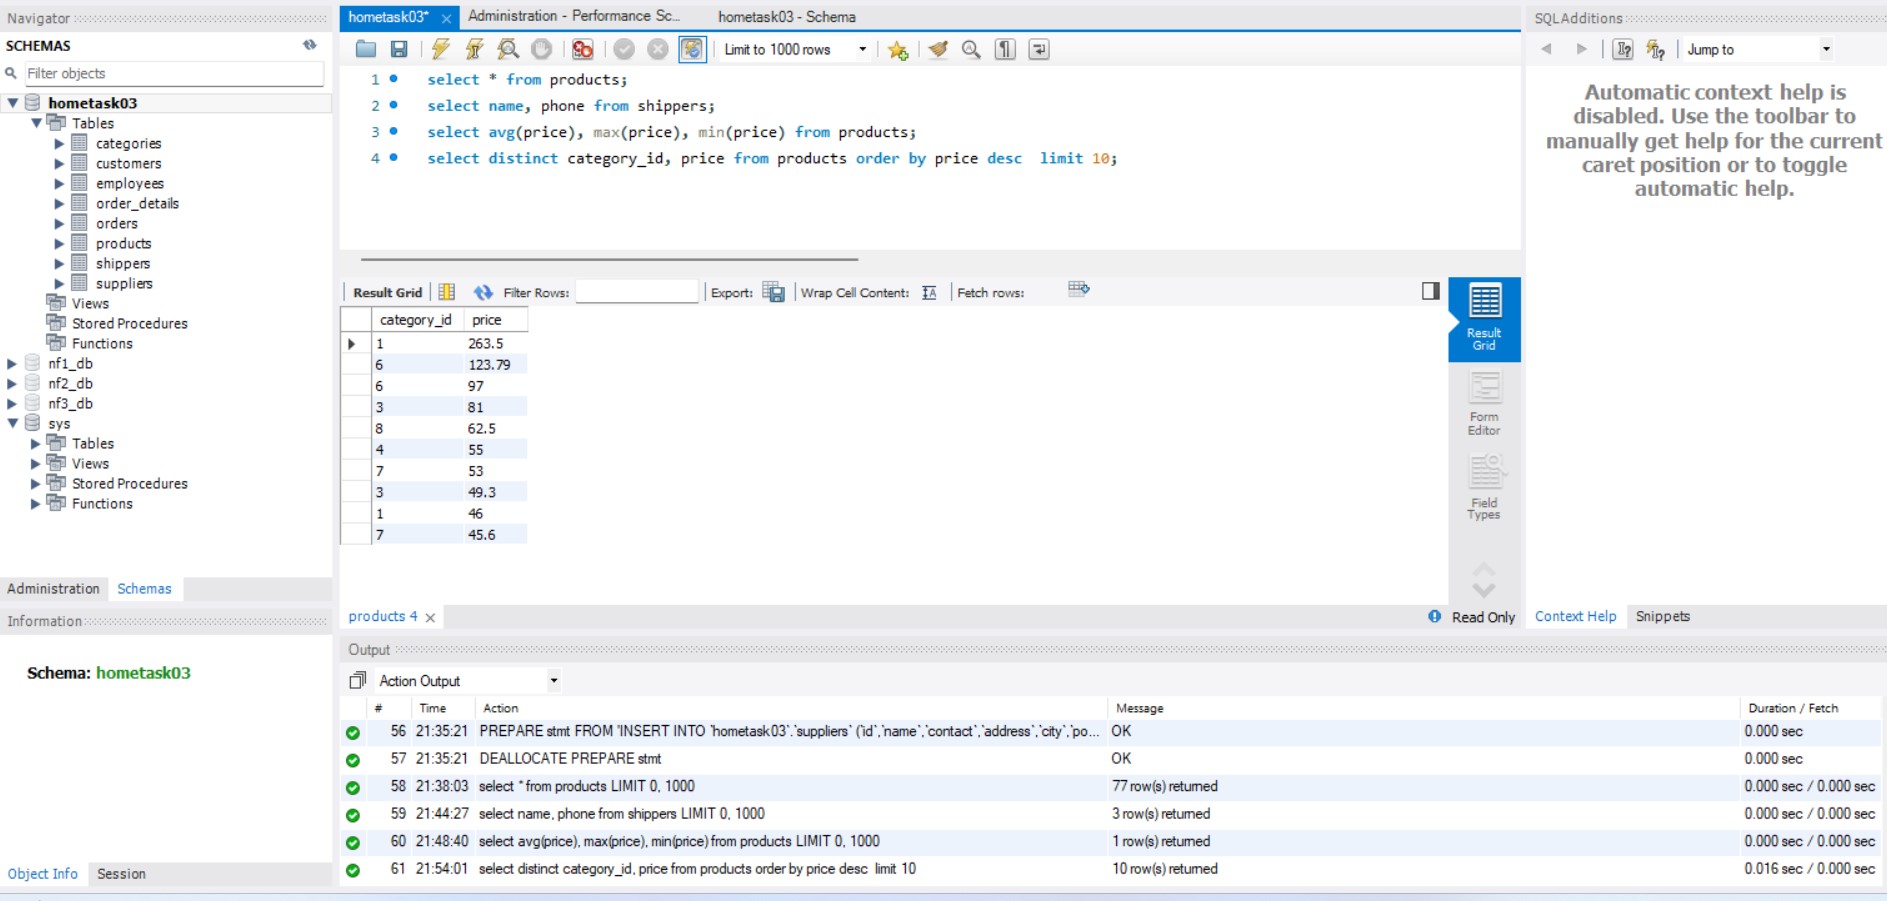 Navigator
SCHEMAS
Filter objects
hometask03
Tables
categories
customers
employees
order_details
orders
products
shippers
suppliers
Views
Stored Procedures
Functions
nf1_db
nf2_db
nf3_db
sys
Tables
Views
Stored Procedures
Functions
Administration Schemas
Information
Schema: hometask03
Object Info Session
hometask03* Administration - Performance Sc... hometask03 - Schema
Limit to 1000 rows
1 select * from products;
2 select name, phone from shippers;
3 select avg(price), max(price), min(price) from products;
4 select distinct category_id, price from products order by price desc  limit 10;
Result Grid Filter Rows: Export: Wrap Cell Content: Fetch rows:
category_id price
1 263.5
6 123.79
6 97
3 81
8 62.5
4 55
7 53
3 49.3
1 46
7 45.6
Result Grid
Form Editor
Field Types
products 4 Read Only
SQLAdditions
Jump to
Automatic context help is
disabled. Use the toolbar to
manually get help for the current
caret position or to toggle
automatic help.
Context Help Snippets
Output
Action Output
# Time Action Message Duration / Fetch
56 21:35:21 PREPARE stmt FROM 'INSERT INTO `hometask03`.`suppliers` (`id`,`name`,`contact`,`address`,`city`,`po... OK 0.000 sec
57 21:35:21 DEALLOCATE PREPARE stmt OK 0.000 sec
58 21:38:03 select * from products LIMIT 0, 1000 77 row(s) returned 0.000 sec / 0.000 sec
59 21:44:27 select name, phone from shippers LIMIT 0, 1000 3 row(s) returned 0.000 sec / 0.000 sec
60 21:48:40 select avg(price), max(price), min(price) from products LIMIT 0, 1000 1 row(s) returned 0.000 sec / 0.000 sec
61 21:54:01 select distinct category_id, price from products order by price desc  limit 10 10 row(s) returned 0.016 sec / 0.000 sec